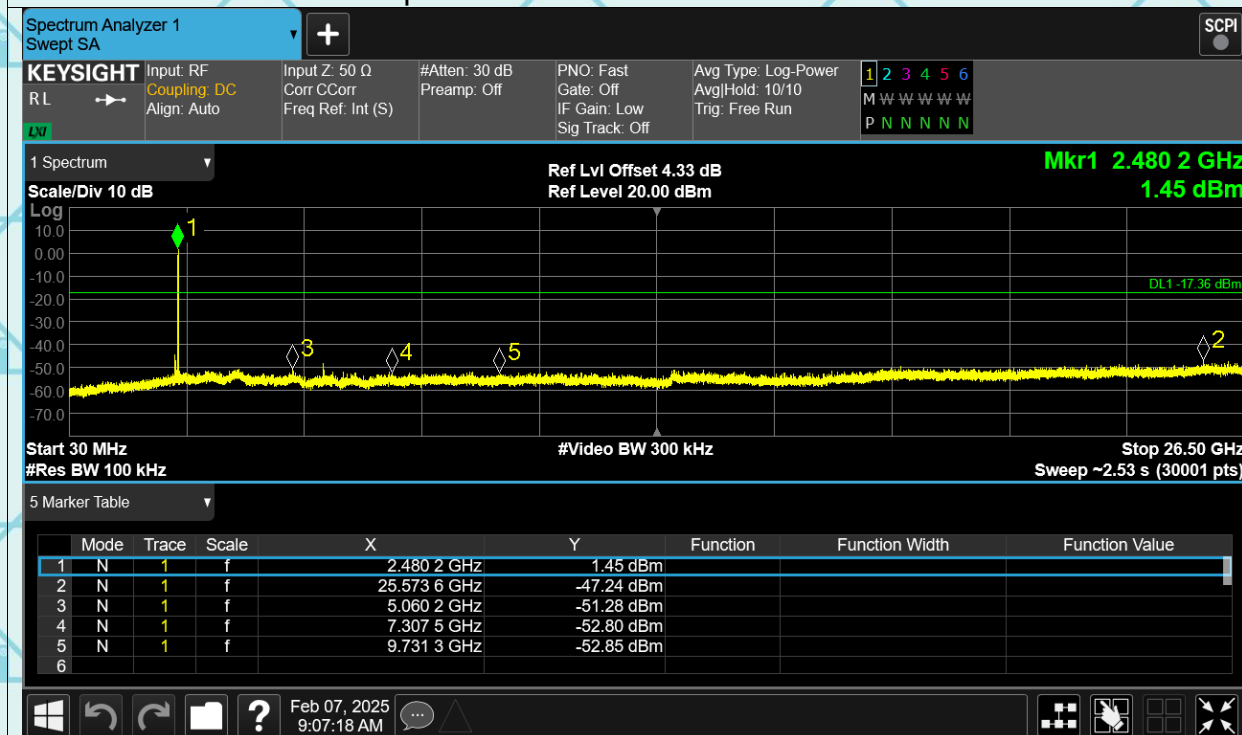 Spectrum Analyzer 1
Swept SA
+
SCPI
KEYSIGHT
R L
LXI
Input: RF
Coupling: DC
Align: Auto
Input Z: 50 Ω
Corr CCorr
Freq Ref: Int (S)
#Atten: 30 dB
Preamp: Off
PNO: Fast
Gate: Off
IF Gain: Low
Sig Track: Off
Avg Type: Log-Power
Avg|Hold: 10/10
Trig: Free Run
1 2 3 4 5 6
M W W W W W
P N N N N N
1 Spectrum
Scale/Div 10 dB
Ref Lvl Offset 4.33 dB
Ref Level 20.00 dBm
Mkr1 2.480 2 GHz
1.45 dBm
Log
10.0
0.00
-10.0
-20.0
-30.0
-40.0
-50.0
-60.0
-70.0
1
DL1 -17.36 dBm
3
4
5
2
Start 30 MHz
#Res BW 100 kHz
#Video BW 300 kHz
Stop 26.50 GHz
Sweep ~2.53 s (30001 pts)
5 Marker Table
Mode Trace Scale X Y Function Function Width Function Value
1 N 1 f 2.480 2 GHz 1.45 dBm
2 N 1 f 25.573 6 GHz -47.24 dBm
3 N 1 f 5.060 2 GHz -51.28 dBm
4 N 1 f 7.307 5 GHz -52.80 dBm
5 N 1 f 9.731 3 GHz -52.85 dBm
6
?
Feb 07, 2025
9:07:18 AM